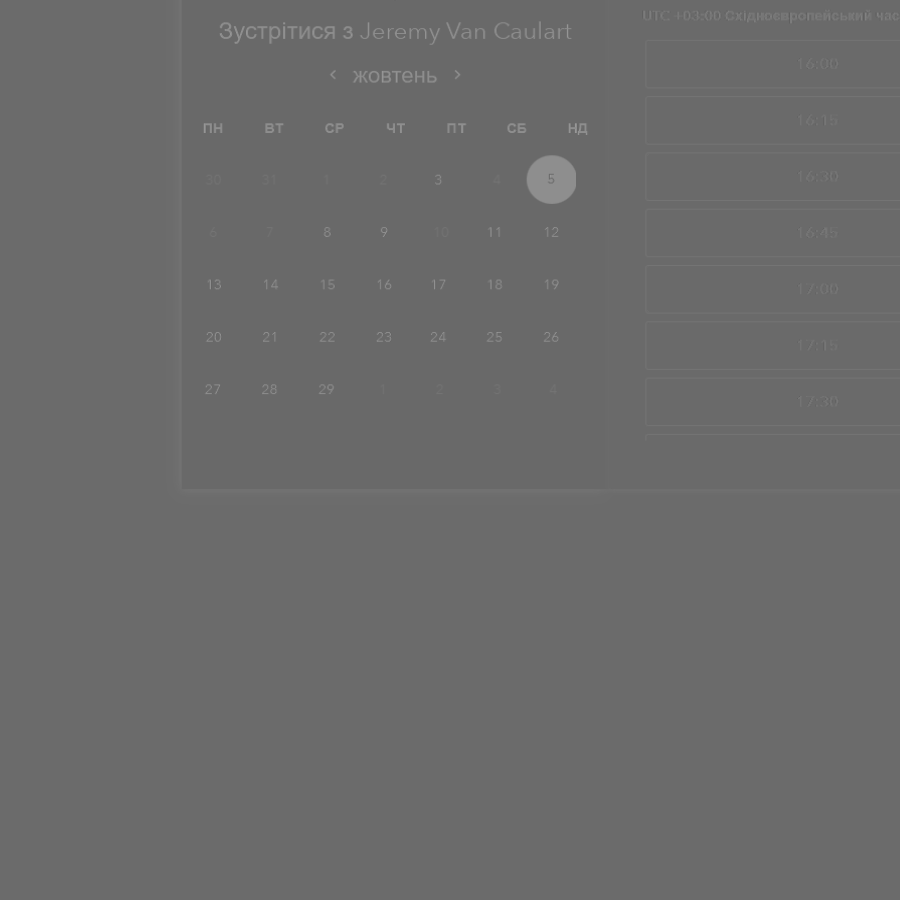 Зустрітися з Jeremy Van Caulart
‹ жовтень ›
ПН ВТ СР ЧТ ПТ СБ НД
30 31 1 2 3 4 5
6 7 8 9 10 11 12
13 14 15 16 17 18 19
20 21 22 23 24 25 26
27 28 29 1 2 3 4
UTC +03:00 Східноєвропейський час
16:00
16:15
16:30
16:45
17:00
17:15
17:30